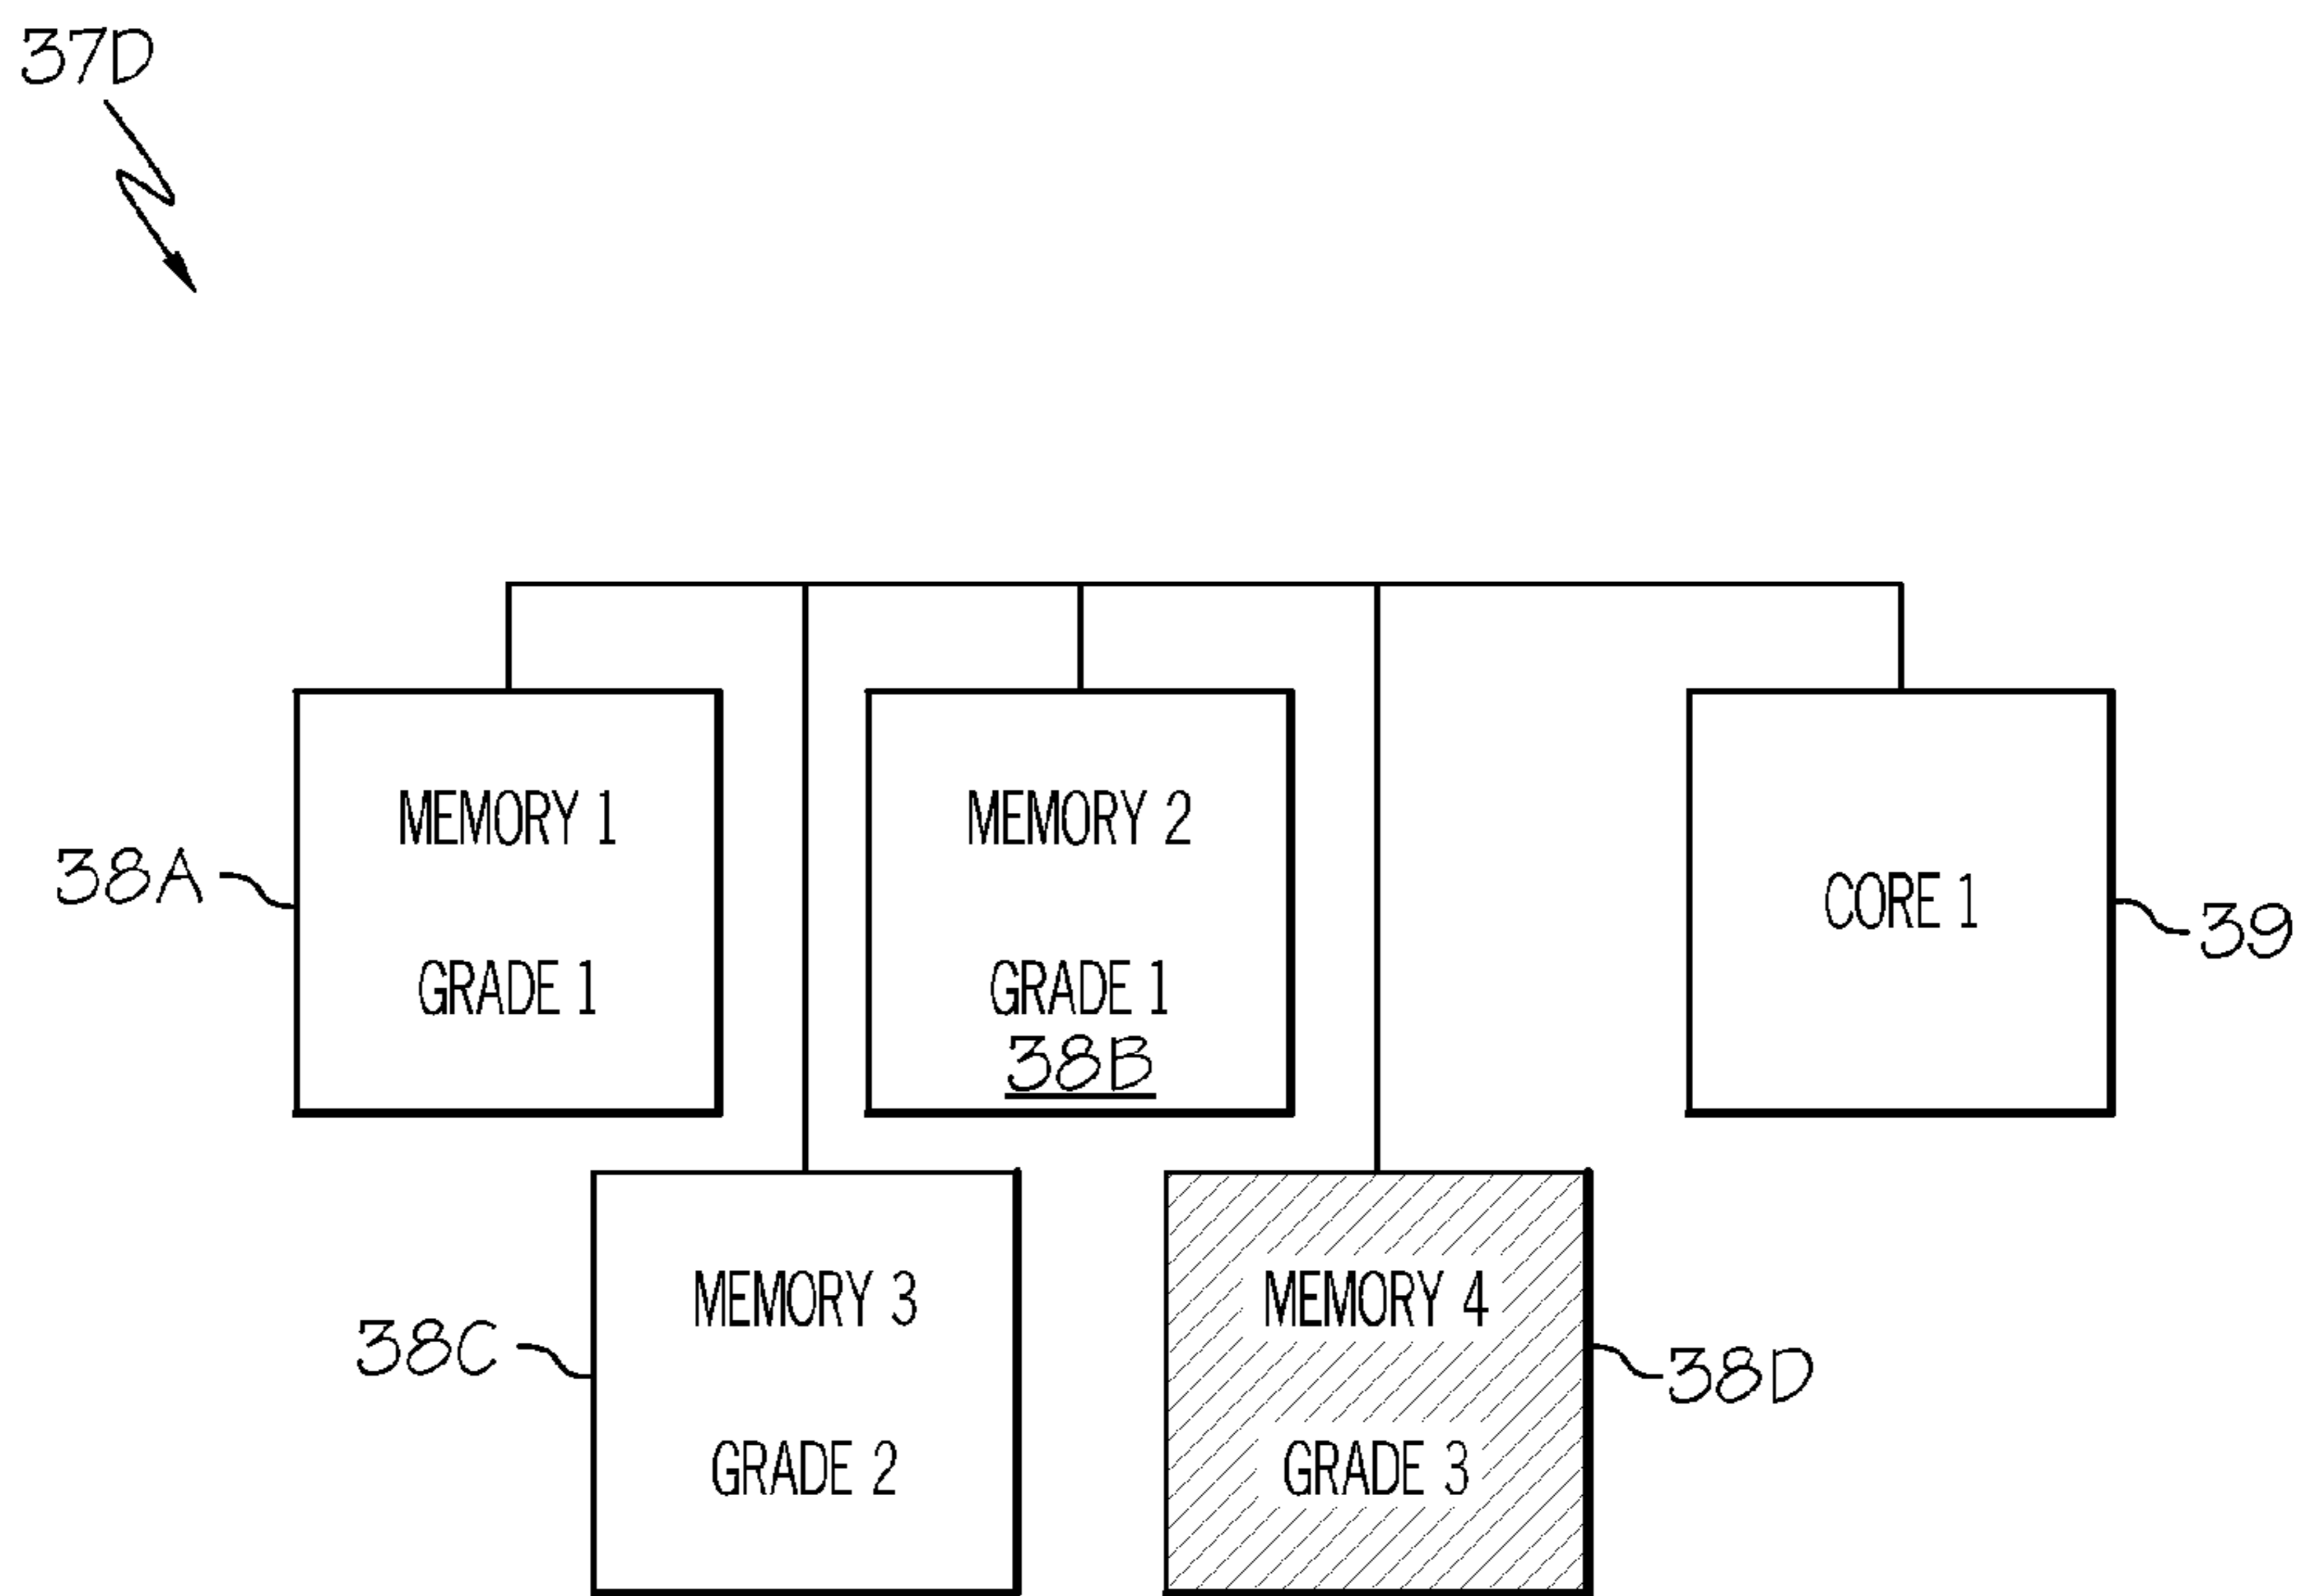 37D
MEMORY 1
GRADE 1
38A
MEMORY 2
GRADE 1
38B
CORE 1
39
MEMORY 3
GRADE 2
38C
MEMORY 4
GRADE 3
38D